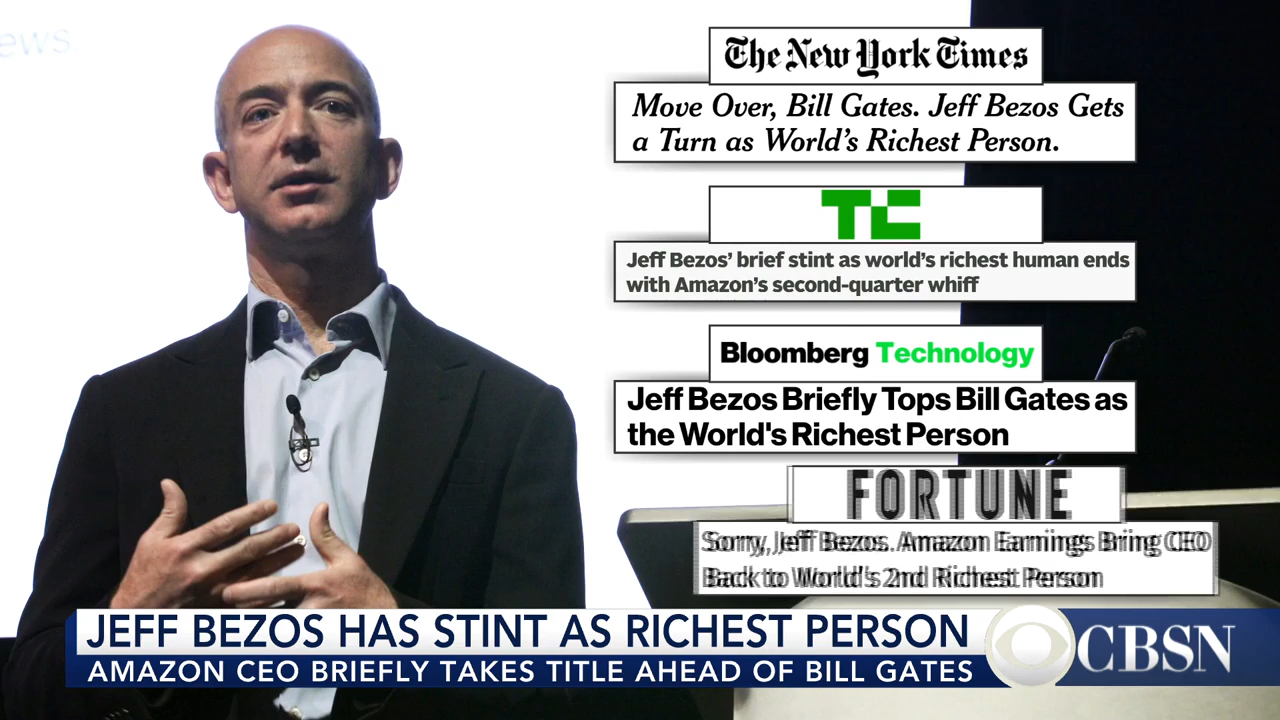 ews.
The New York Times
Move Over, Bill Gates. Jeff Bezos Gets
a Turn as World's Richest Person.
TC
Jeff Bezos' brief stint as world's richest human ends
with Amazon's second-quarter whiff
Bloomberg Technology
Jeff Bezos Briefly Tops Bill Gates as
the World's Richest Person
FORTUNE
Sorry, Jeff Bezos. Amazon Earnings Bring CEO
Back to World's 2nd Richest Person
JEFF BEZOS HAS STINT AS RICHEST PERSON
AMAZON CEO BRIEFLY TAKES TITLE AHEAD OF BILL GATES
CBSN